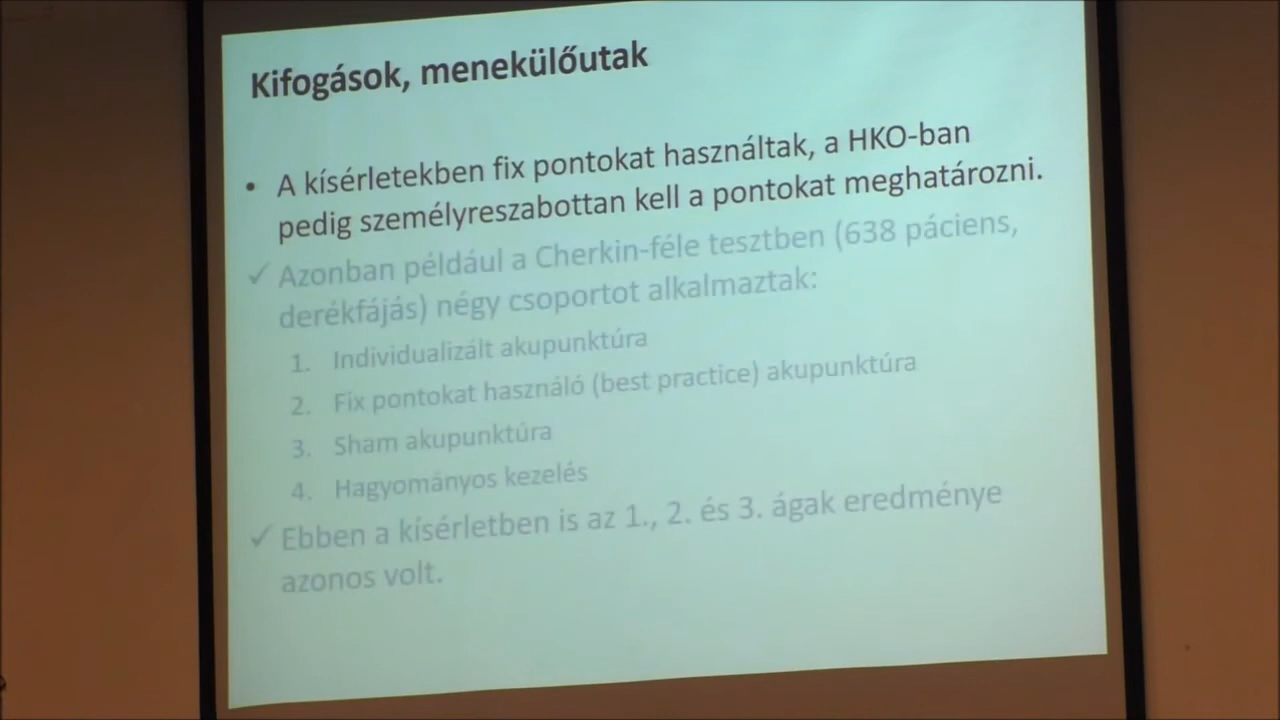 Kifogások, menekülőutak
• A kísérletekben fix pontokat használtak, a HKO-ban
pedig személyreszabottan kell a pontokat meghatározni.
✓ Azonban például a Cherkin-féle tesztben (638 páciens,
derékfájás) négy csoportot alkalmaztak:
1. Individualizált akupunktúra
2. Fix pontokat használó (best practice) akupunktúra
3. Sham akupunktúra
4. Hagyományos kezelés
✓ Ebben a kísérletben is az 1., 2. és 3. ágak eredménye
azonos volt.